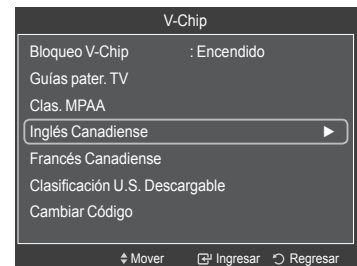 V-Chip
Bloqueo V-Chip : Encendido
Guías pater. TV
Clas. MPAA
Inglés Canadiense
Francés Canadiense
Clasificación U.S. Descargable
Cambiar Código
Mover Ingresar Regresar